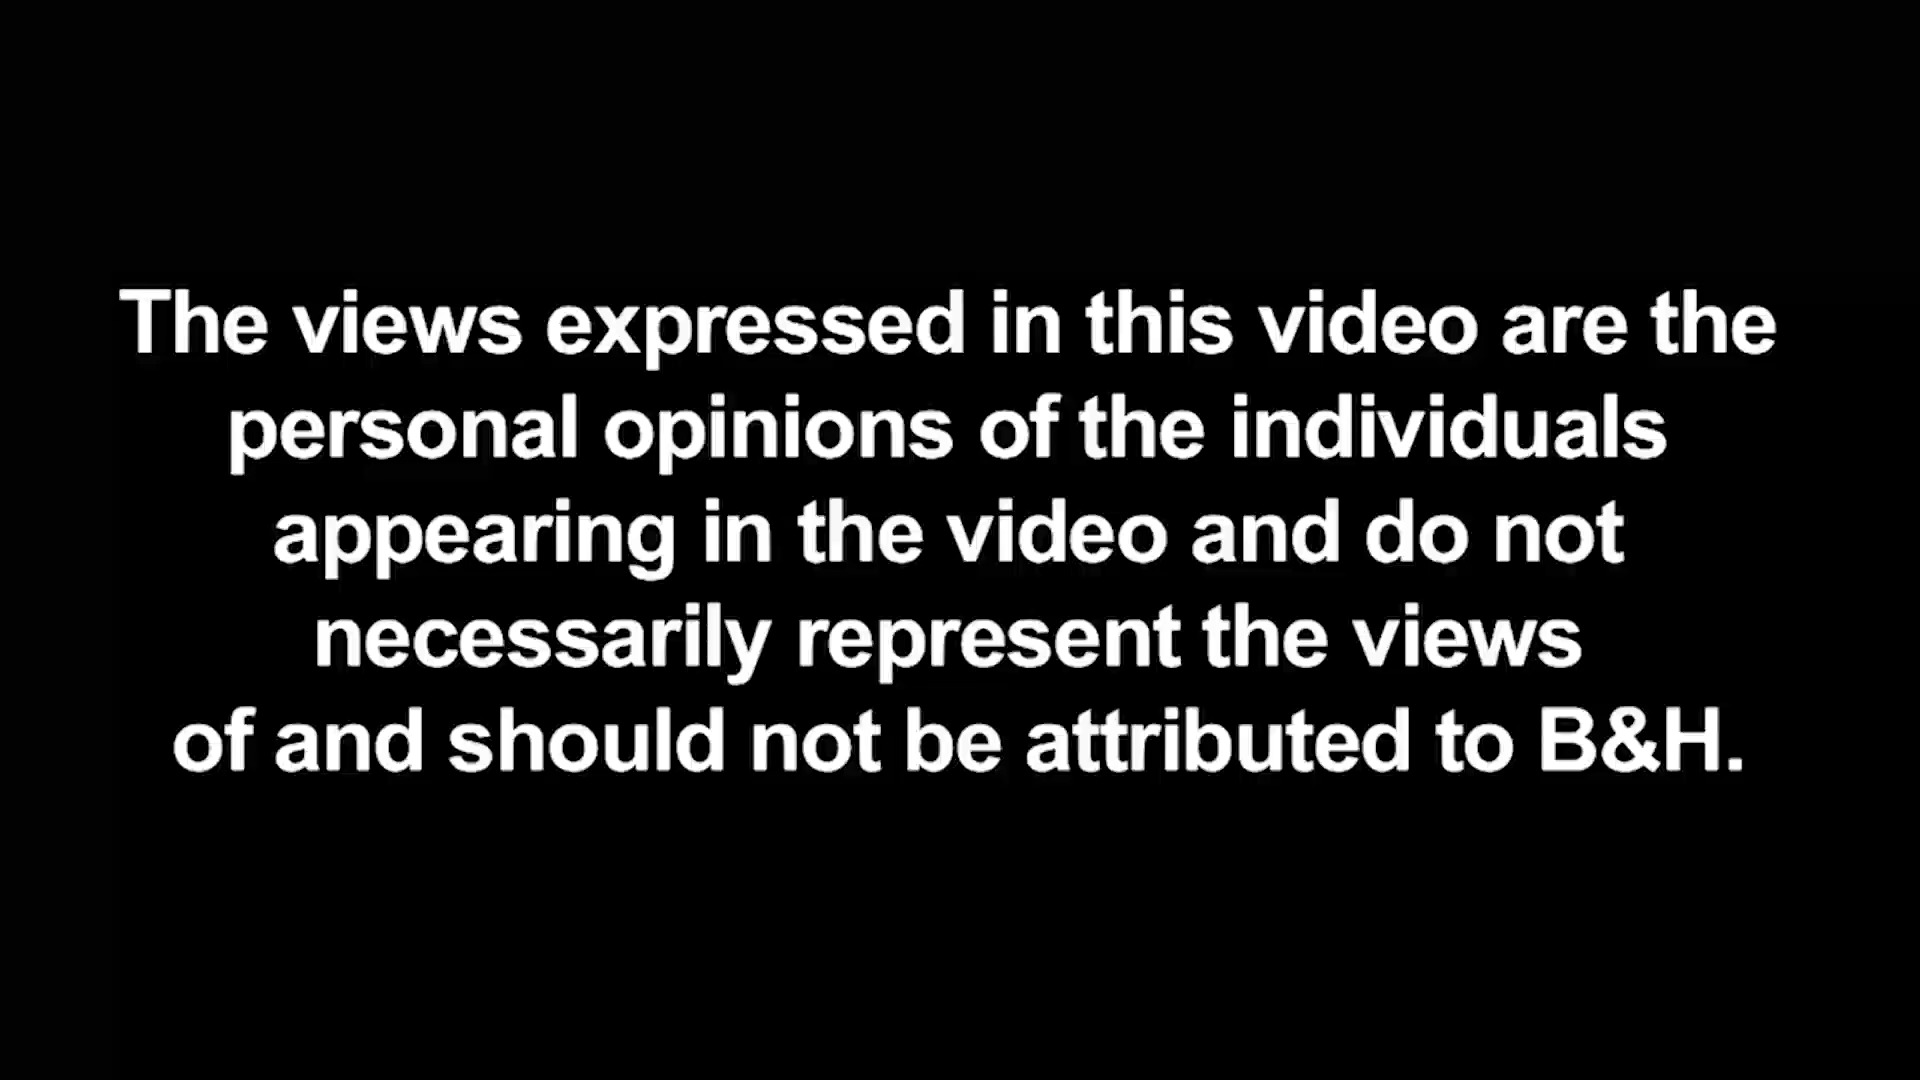 The views expressed in this video are the
personal opinions of the individuals
appearing in the video and do not
necessarily represent the views
of and should not be attributed to B&H.